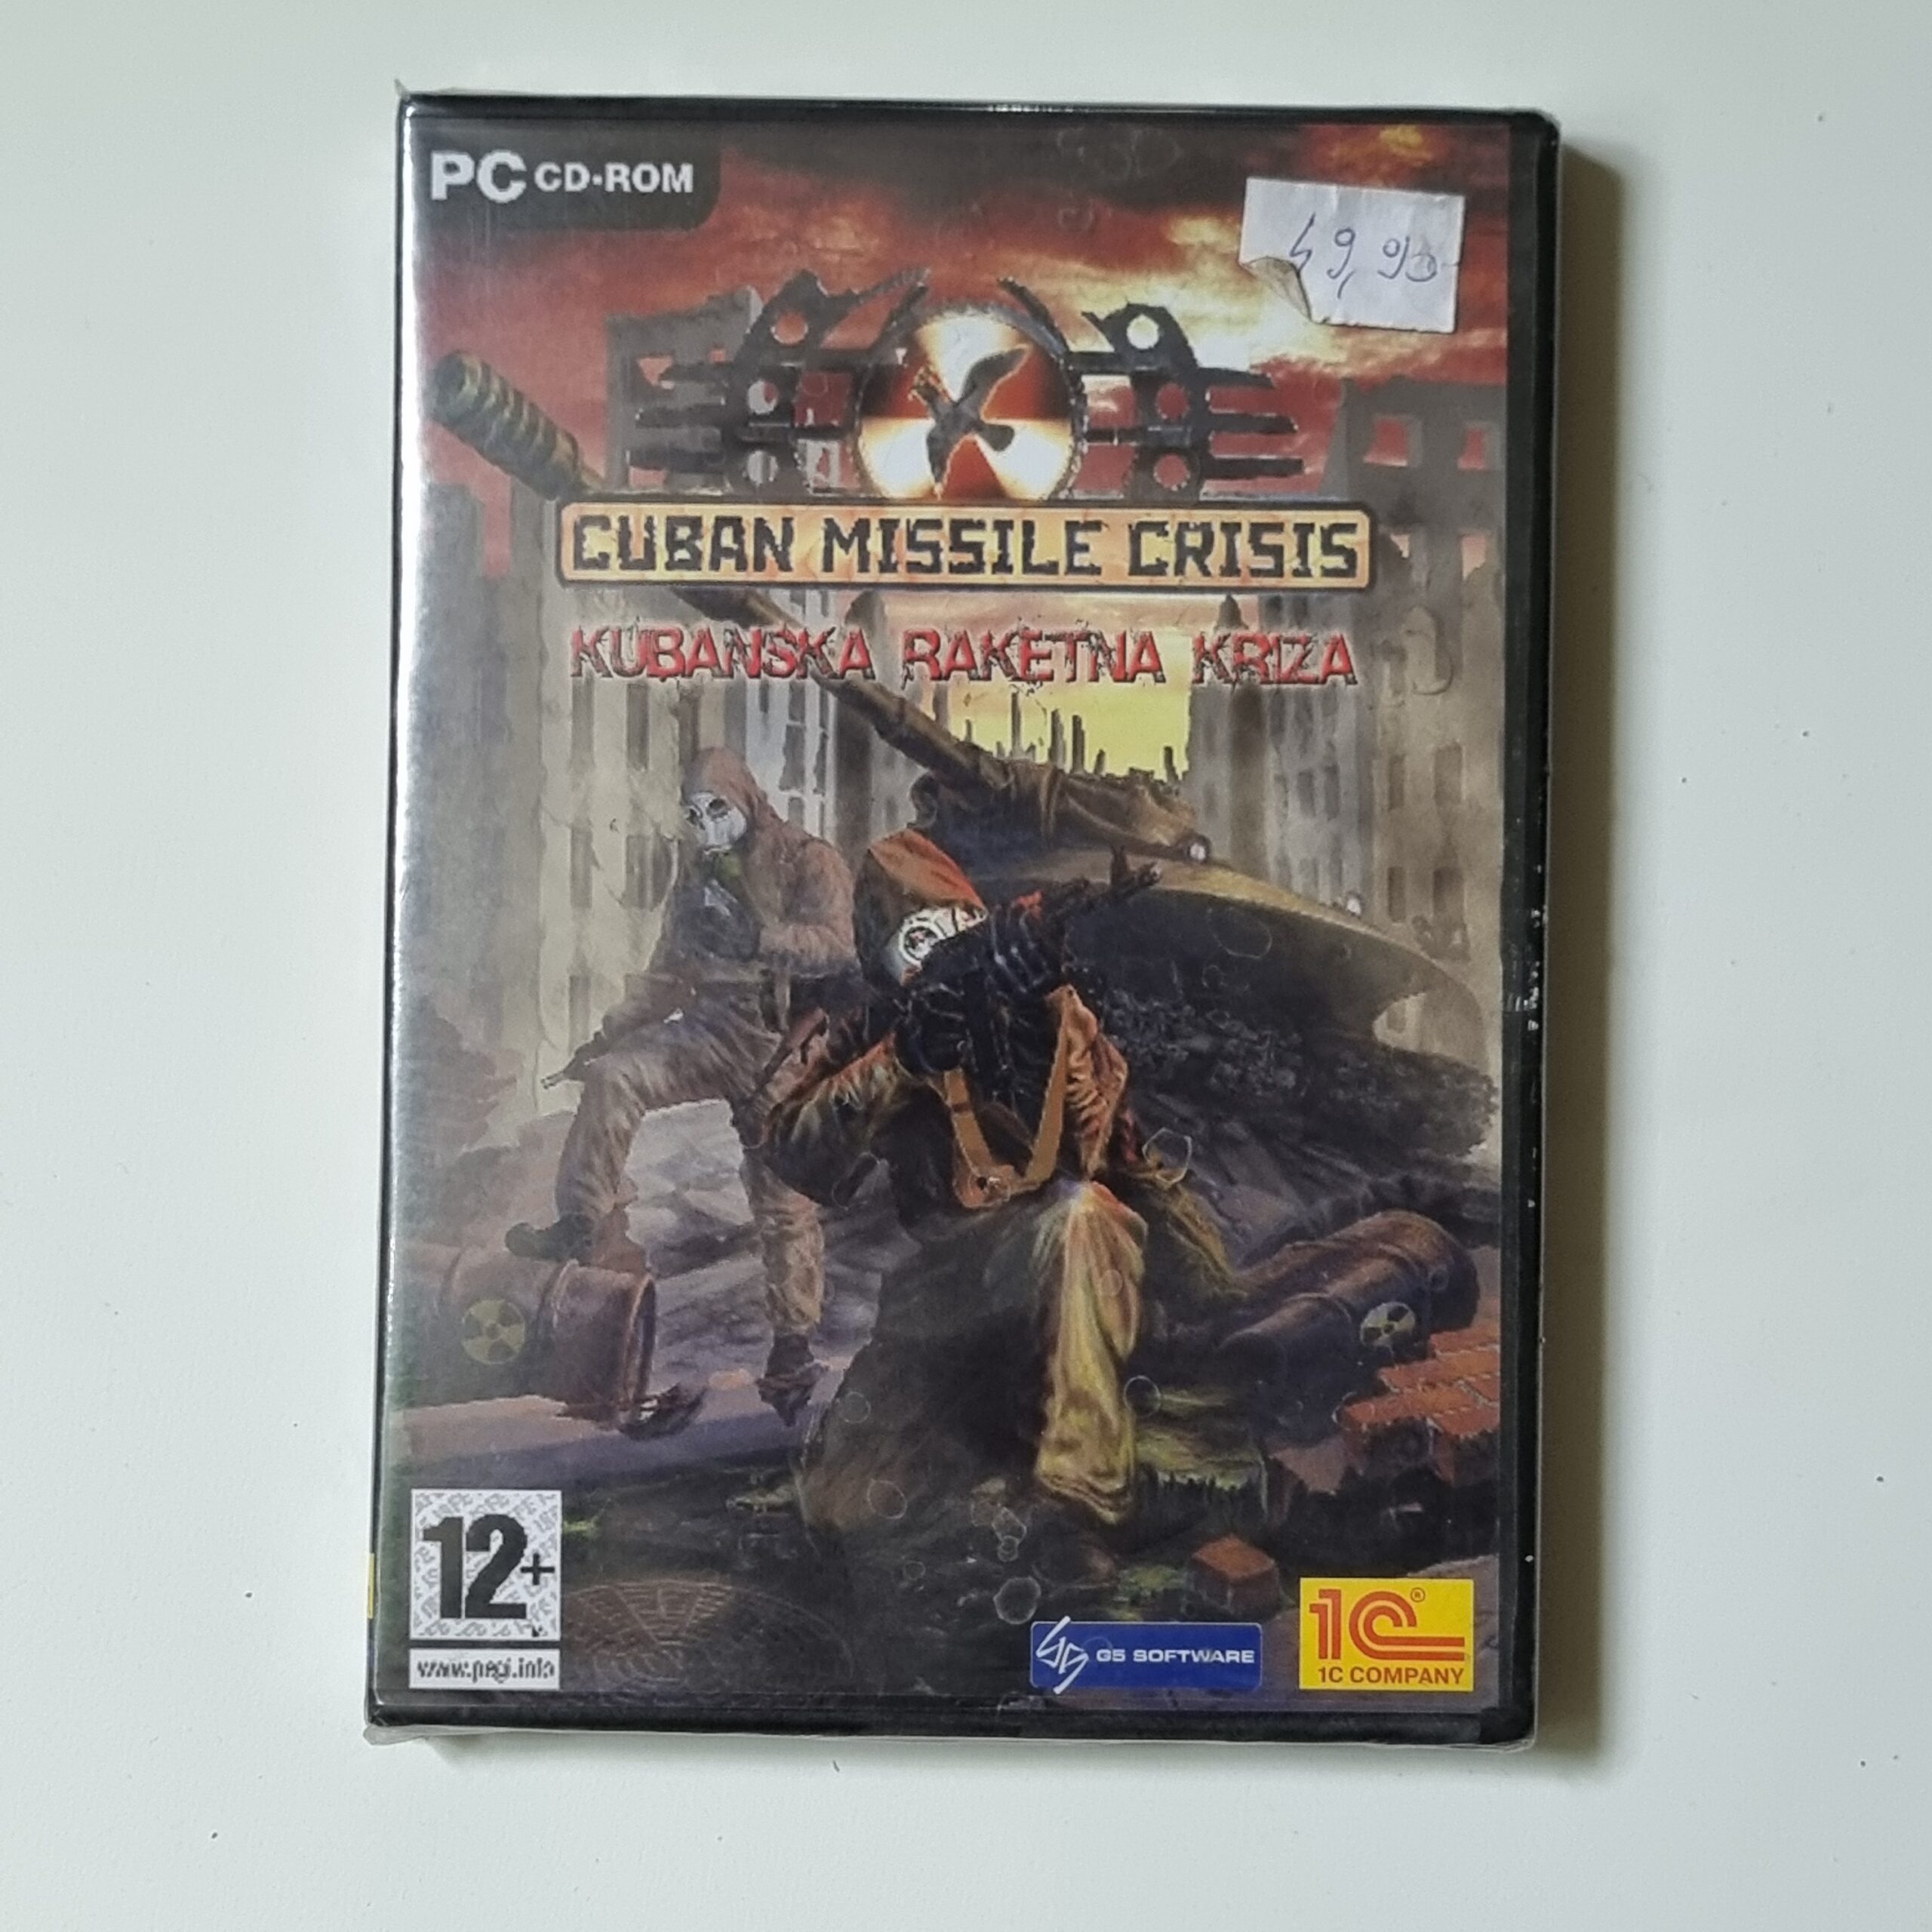 PC CD-ROM
49,90
CUBAN MISSILE CRISIS
KUBANSKA RAKETNA KRIZA
12+
www.pegi.info
G5 SOFTWARE
1C®
1C COMPANY